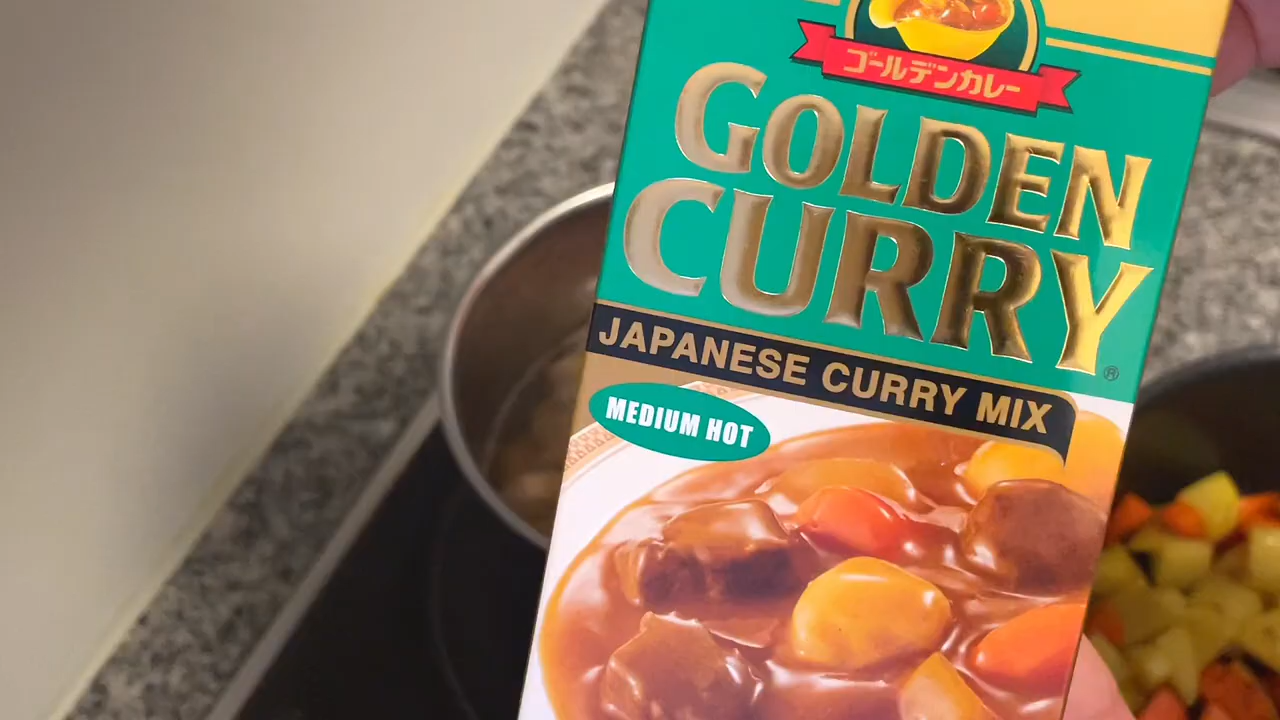 ゴールデンカレー
GOLDEN
CURRY®
JAPANESE CURRY MIX
MEDIUM HOT